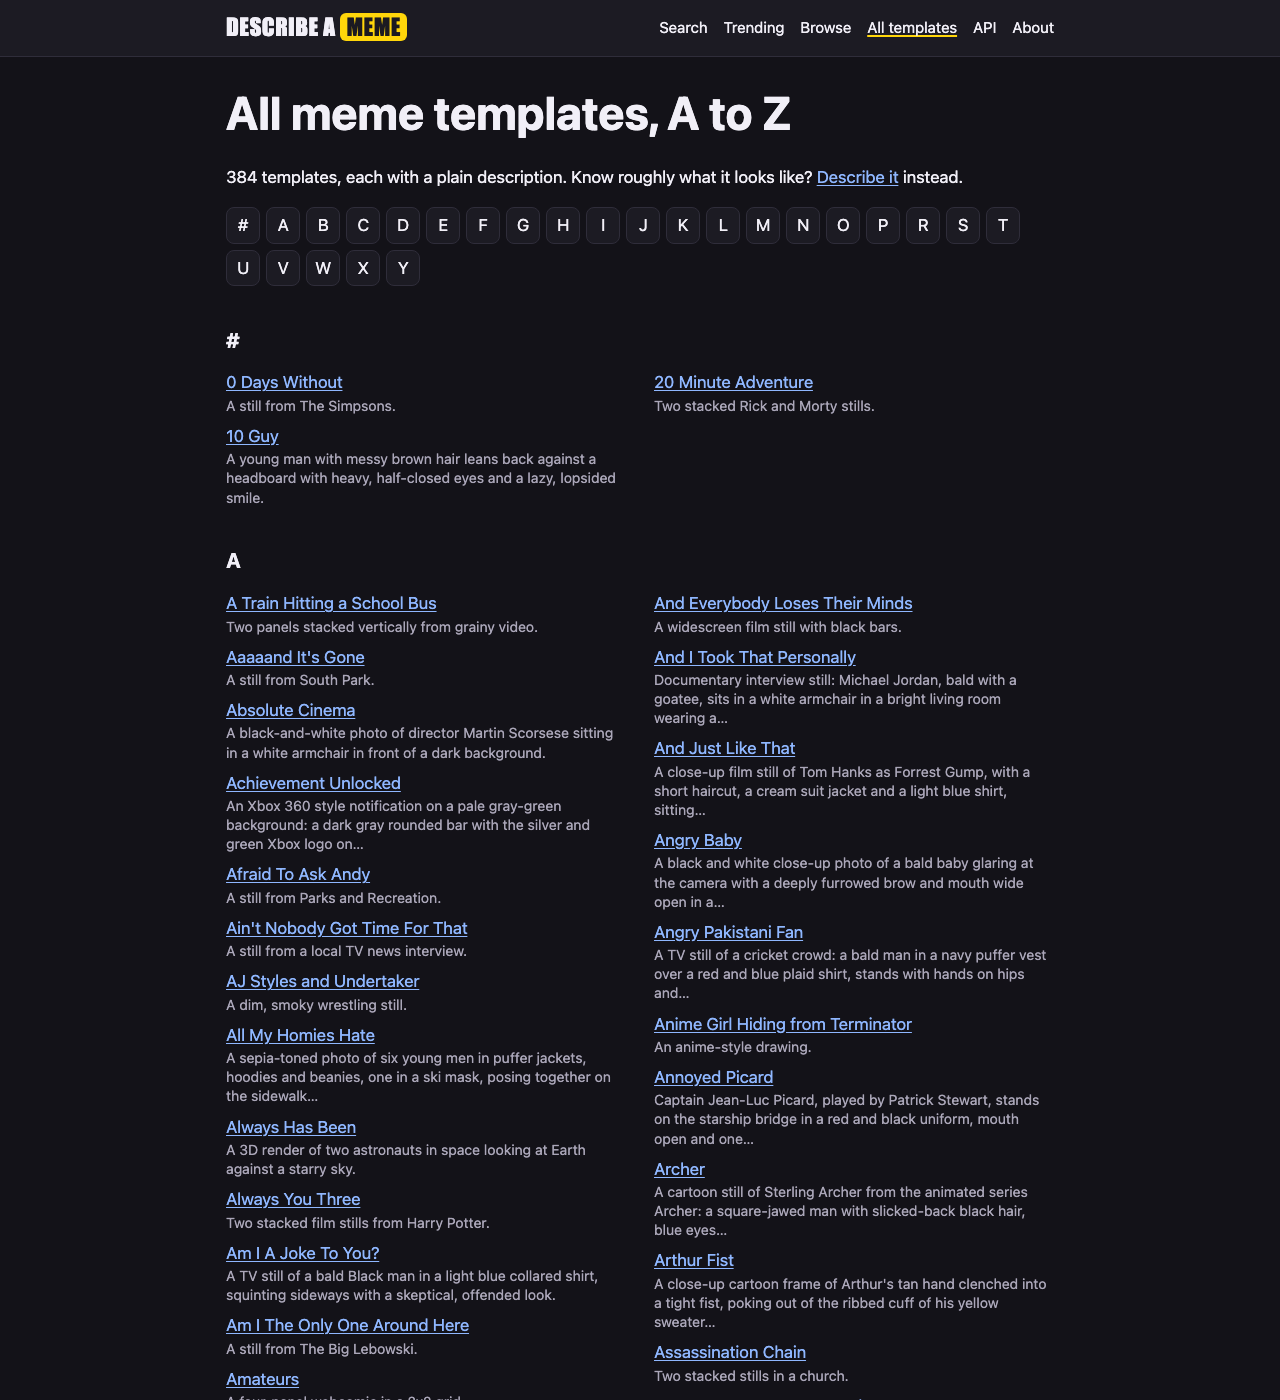 DESCRIBE A MEME
Search Trending Browse All templates API About
All meme templates, A to Z
384 templates, each with a plain description. Know roughly what it looks like? Describe it instead.
# A B C D E F G H I J K L M N O P R S T
U V W X Y
#
0 Days Without
A still from The Simpsons.
10 Guy
A young man with messy brown hair leans back against a
headboard with heavy, half-closed eyes and a lazy, lopsided
smile.
20 Minute Adventure
Two stacked Rick and Morty stills.
A
A Train Hitting a School Bus
Two panels stacked vertically from grainy video.
Aaaaand It's Gone
A still from South Park.
Absolute Cinema
A black-and-white photo of director Martin Scorsese sitting
in a white armchair in front of a dark background.
Achievement Unlocked
An Xbox 360 style notification on a pale gray-green
background: a dark gray rounded bar with the silver and
green Xbox logo on...
Afraid To Ask Andy
A still from Parks and Recreation.
Ain't Nobody Got Time For That
A still from a local TV news interview.
AJ Styles and Undertaker
A dim, smoky wrestling still.
All My Homies Hate
A sepia-toned photo of six young men in puffer jackets,
hoodies and beanies, one in a ski mask, posing together on
the sidewalk...
Always Has Been
A 3D render of two astronauts in space looking at Earth
against a starry sky.
Always You Three
Two stacked film stills from Harry Potter.
Am I A Joke To You?
A TV still of a bald Black man in a light blue collared shirt,
squinting sideways with a skeptical, offended look.
Am I The Only One Around Here
A still from The Big Lebowski.
Amateurs
And Everybody Loses Their Minds
A widescreen film still with black bars.
And I Took That Personally
Documentary interview still: Michael Jordan, bald with a
goatee, sits in a white armchair in a bright living room
wearing a...
And Just Like That
A close-up film still of Tom Hanks as Forrest Gump, with a
short haircut, a cream suit jacket and a light blue shirt,
sitting...
Angry Baby
A black and white close-up photo of a bald baby glaring at
the camera with a deeply furrowed brow and mouth wide
open in a...
Angry Pakistani Fan
A TV still of a cricket crowd: a bald man in a navy puffer vest
over a red and blue plaid shirt, stands with hands on hips
and...
Anime Girl Hiding from Terminator
An anime-style drawing.
Annoyed Picard
Captain Jean-Luc Picard, played by Patrick Stewart, stands
on the starship bridge in a red and black uniform, mouth
open and one...
Archer
A cartoon still of Sterling Archer from the animated series
Archer: a square-jawed man with slicked-back black hair,
blue eyes...
Arthur Fist
A close-up cartoon frame of Arthur's tan hand clenched into
a tight fist, poking out of the ribbed cuff of his yellow
sweater...
Assassination Chain
Two stacked stills in a church.